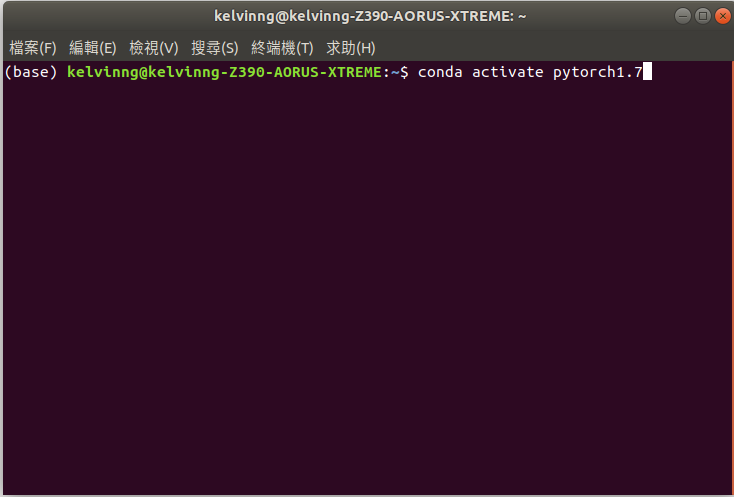 kelvinng@kelvinng-Z390-AORUS-XTREME: ~
檔案(F) 編輯(E) 檢視(V) 搜尋(S) 終端機(T) 求助(H)
(base) kelvinng@kelvinng-Z390-AORUS-XTREME:~$ conda activate pytorch1.7